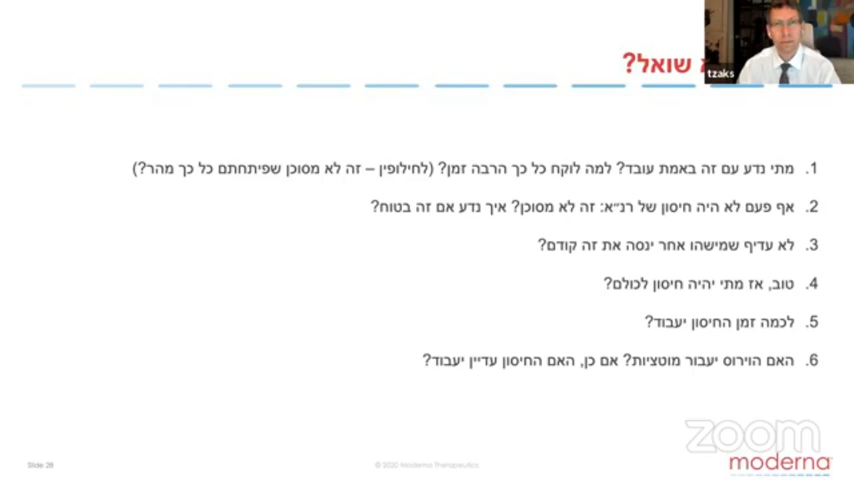 tzaks
שואל?
1. מתי נדע עם זה באמת עובד? למה לוקח כל כך הרבה זמן? (לחילופין – זה לא מסוכן שפיתחתם כל כך מהר?)
2. אף פעם לא היה חיסון של רנ״א: זה לא מסוכן? איך נדע אם זה בטוח?
3. לא עדיף שמישהו אחר ינסה את זה קודם?
4. טוב, אז מתי יהיה חיסון לכולם?
5. לכמה זמן החיסון יעבוד?
6. האם הוירוס יעבור מוטציות? אם כן, האם החיסון עדיין יעבוד?
zoom
moderna
Slide 28
© 2020 Moderna Therapeutics